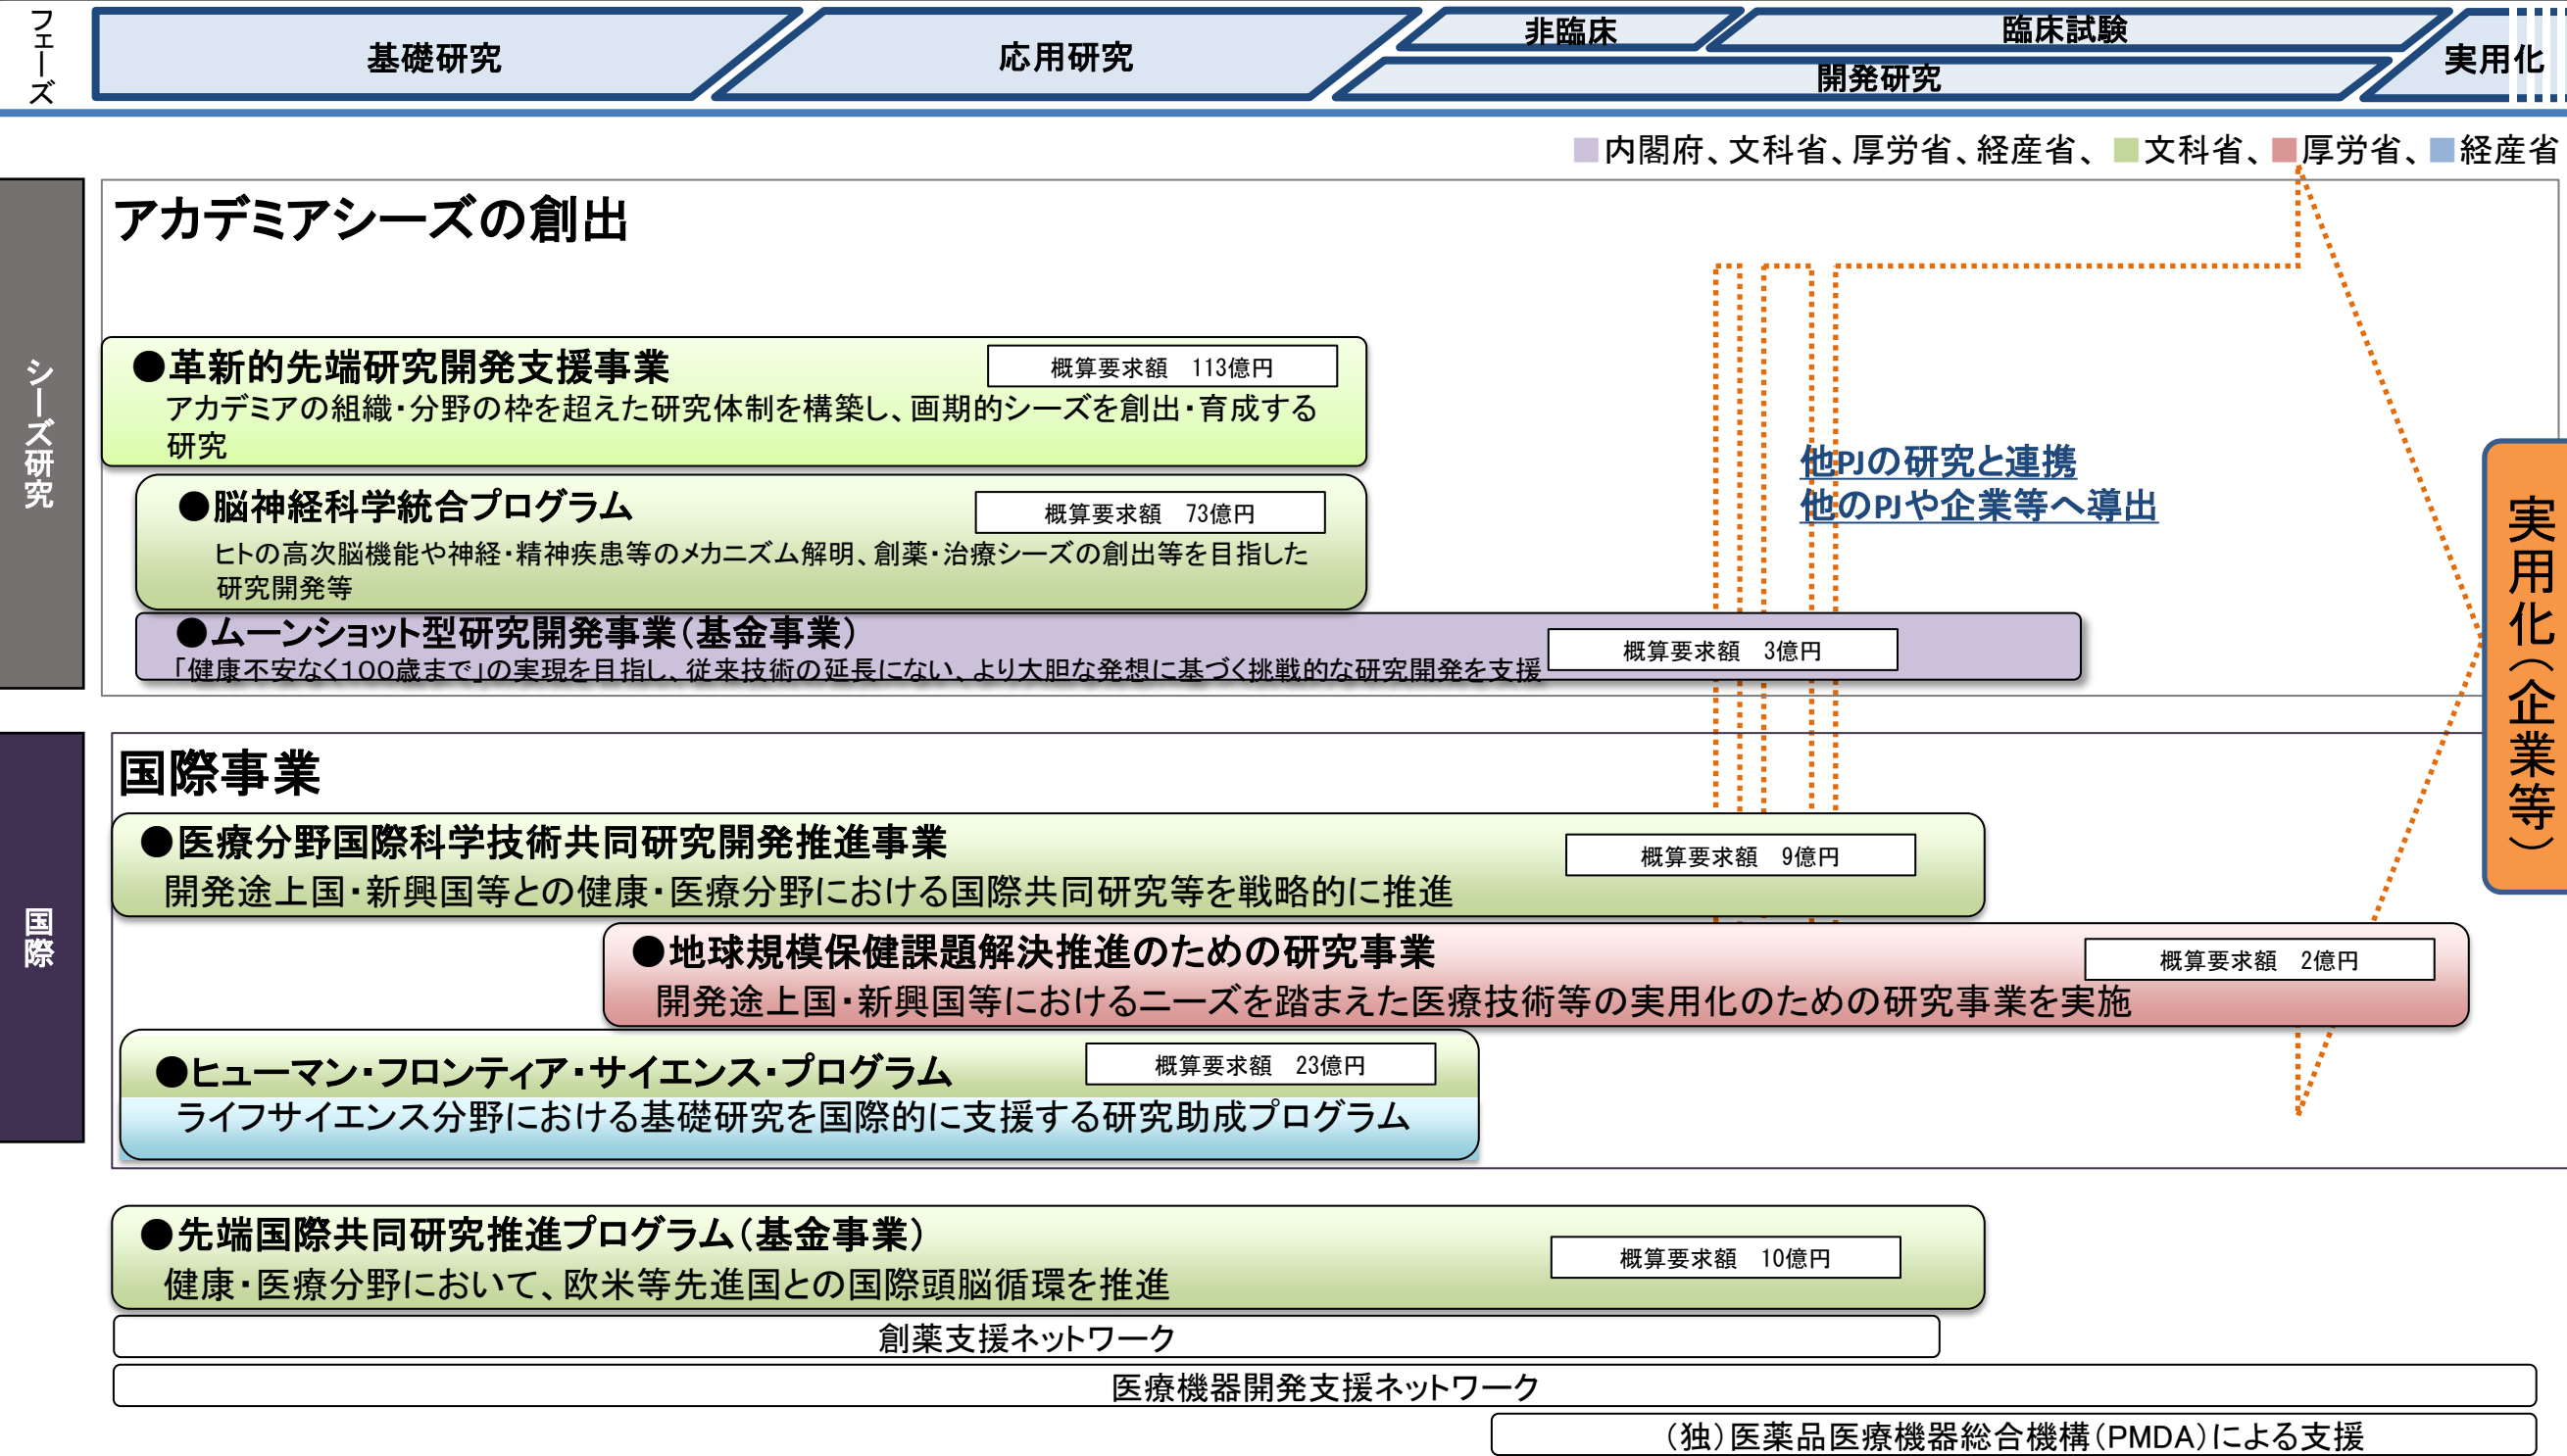 フェーズ
基礎研究
応用研究
非臨床
臨床試験
開発研究
実用化
内閣府、文科省、厚労省、経産省、 文科省、 厚労省、 経産省
シーズ研究
アカデミアシーズの創出
●革新的先端研究開発支援事業
概算要求額　113億円
アカデミアの組織・分野の枠を超えた研究体制を構築し、画期的シーズを創出・育成する
研究
●脳神経科学統合プログラム
概算要求額　73億円
ヒトの高次脳機能や神経・精神疾患等のメカニズム解明、創薬・治療シーズの創出等を目指した
研究開発等
他PJの研究と連携
他のPJや企業等へ導出
●ムーンショット型研究開発事業（基金事業）
概算要求額　3億円
「健康不安なく100歳まで」の実現を目指し、従来技術の延長にない、より大胆な発想に基づく挑戦的な研究開発を支援
実用化（企業等）
国際
国際事業
●医療分野国際科学技術共同研究開発推進事業
概算要求額　9億円
開発途上国・新興国等との健康・医療分野における国際共同研究等を戦略的に推進
●地球規模保健課題解決推進のための研究事業
概算要求額　2億円
開発途上国・新興国等におけるニーズを踏まえた医療技術等の実用化のための研究事業を実施
●ヒューマン・フロンティア・サイエンス・プログラム
概算要求額　23億円
ライフサイエンス分野における基礎研究を国際的に支援する研究助成プログラム
●先端国際共同研究推進プログラム（基金事業）
概算要求額　10億円
健康・医療分野において、欧米等先進国との国際頭脳循環を推進
創薬支援ネットワーク
医療機器開発支援ネットワーク
（独）医薬品医療機器総合機構（PMDA）による支援